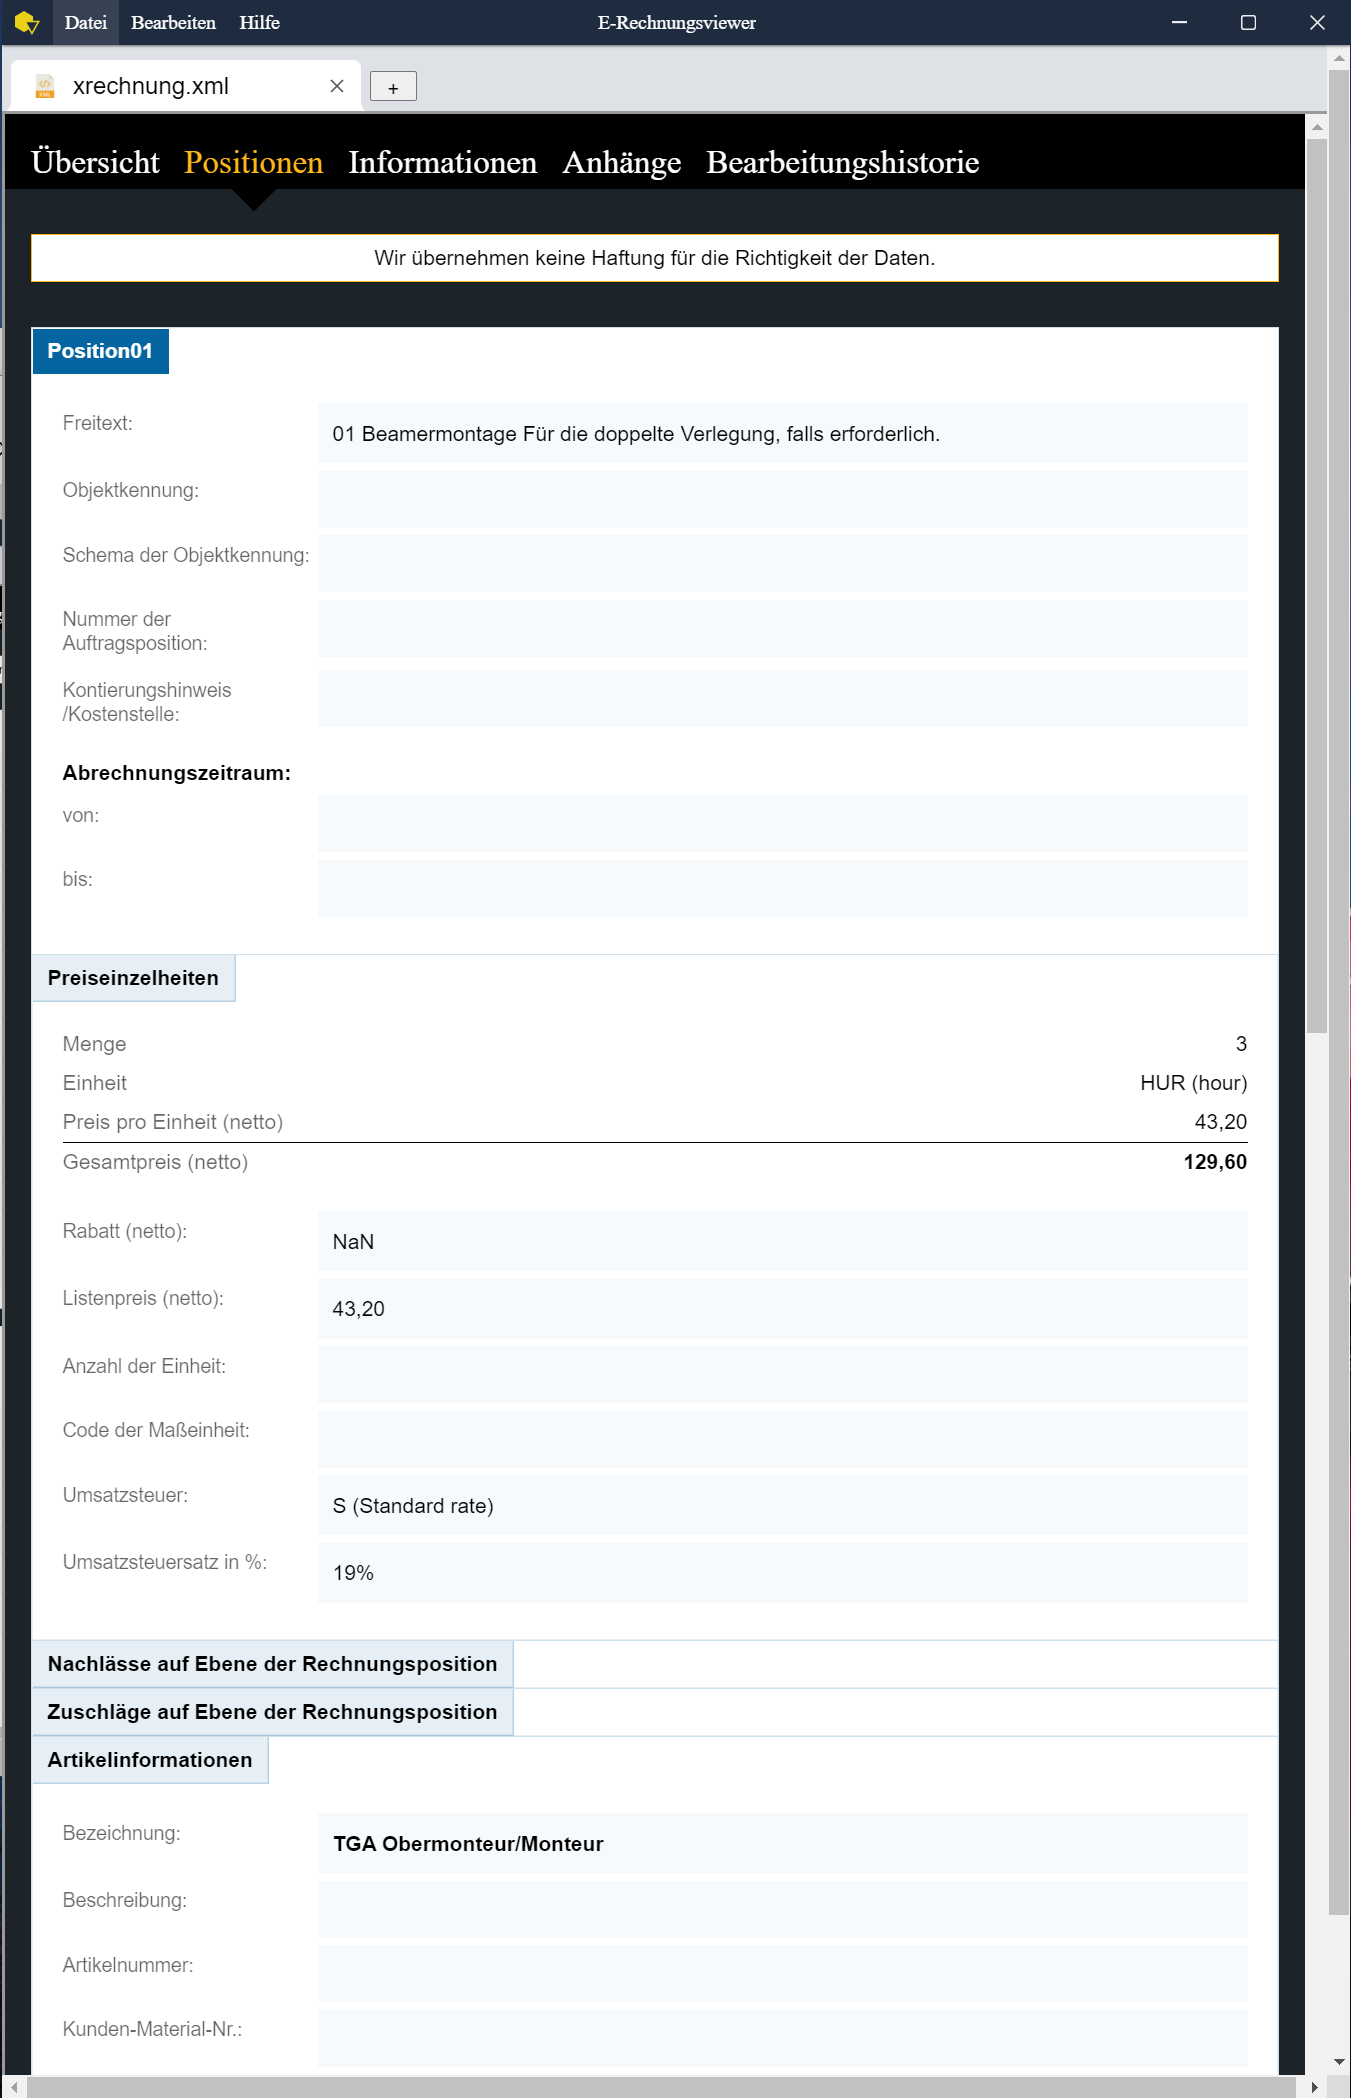 Datei Bearbeiten Hilfe E-Rechnungsviewer
xrechnung.xml +
Übersicht Positionen Informationen Anhänge Bearbeitungshistorie
Wir übernehmen keine Haftung für die Richtigkeit der Daten.
Position01
Freitext: 01 Beamermontage Für die doppelte Verlegung, falls erforderlich.
Objektkennung:
Schema der Objektkennung:
Nummer der
Auftragsposition:
Kontierungshinweis
/Kostenstelle:
Abrechnungszeitraum:
von:
bis:
Preiseinzelheiten
Menge 3
Einheit HUR (hour)
Preis pro Einheit (netto) 43,20
Gesamtpreis (netto) 129,60
Rabatt (netto): NaN
Listenpreis (netto): 43,20
Anzahl der Einheit:
Code der Maßeinheit:
Umsatzsteuer: S (Standard rate)
Umsatzsteuersatz in %: 19%
Nachlässe auf Ebene der Rechnungsposition
Zuschläge auf Ebene der Rechnungsposition
Artikelinformationen
Bezeichnung: TGA Obermonteur/Monteur
Beschreibung:
Artikelnummer:
Kunden-Material-Nr.: